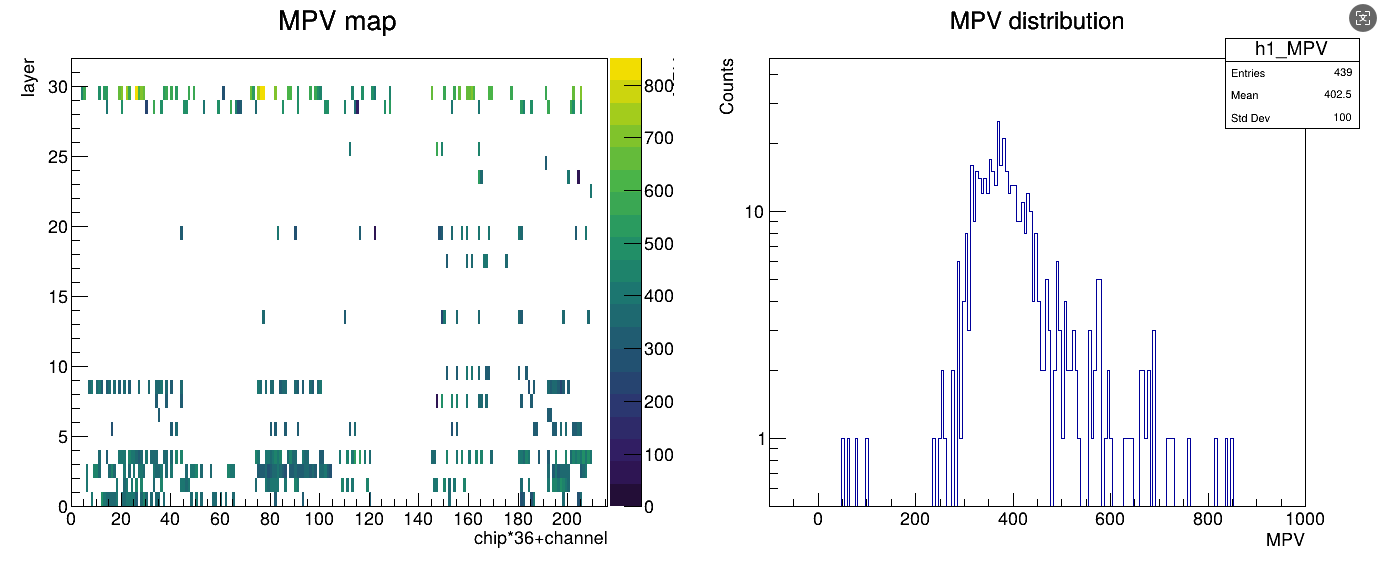 MPV map
layer
30
25
20
15
10
5
0
0 20 40 60 80 100 120 140 160 180 200
chip*36+channel
800
700
600
500
400
300
200
100
0
MPV distribution
Counts
h1_MPV
Entries 439
Mean 402.5
Std Dev 100
10
1
0 200 400 600 800 1000
MPV